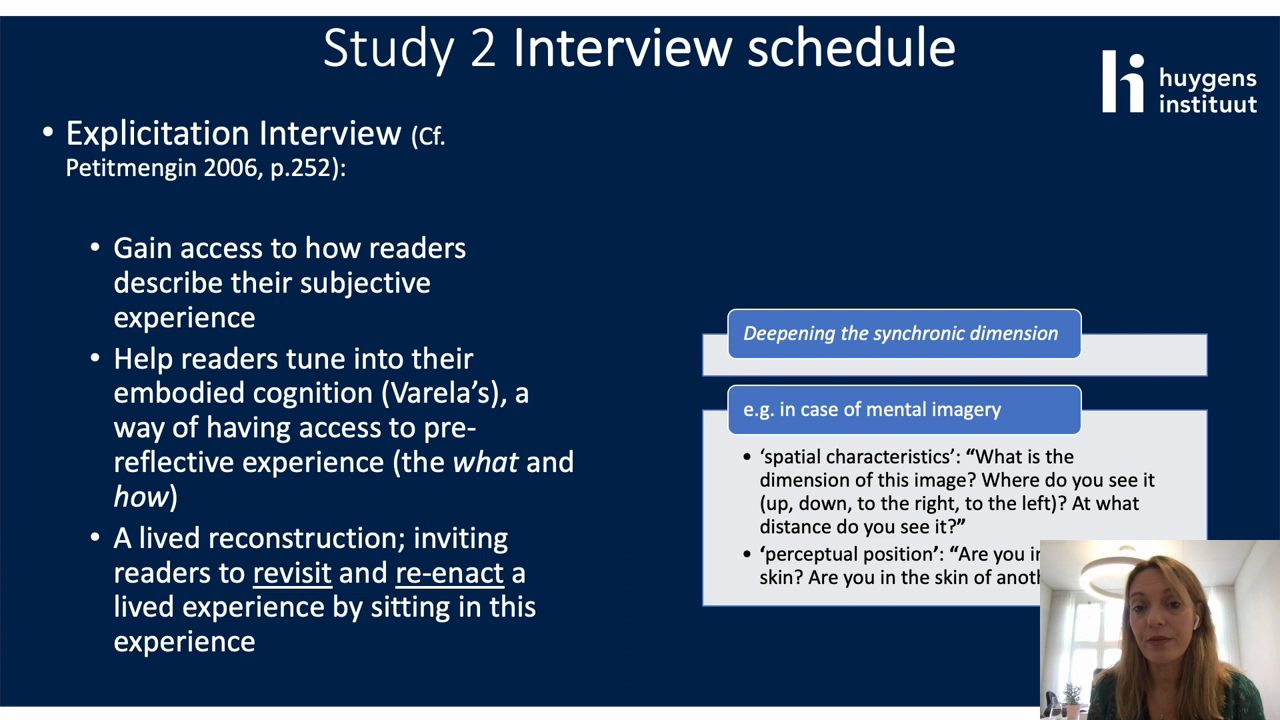 Study 2 Interview schedule
huygens
instituut
• Explicitation Interview (Cf.
Petitmengin 2006, p.252):
• Gain access to how readers
describe their subjective
experience
• Help readers tune into their
embodied cognition (Varela’s), a
way of having access to pre-
reflective experience (the what and
how)
• A lived reconstruction; inviting
readers to revisit and re-enact a
lived experience by sitting in this
experience
Deepening the synchronic dimension
e.g. in case of mental imagery
• ‘spatial characteristics’: “What is the
dimension of this image? Where do you see it
(up, down, to the right, to the left)? At what
distance do you see it?”
• ‘perceptual position’: “Are you in
skin? Are you in the skin of